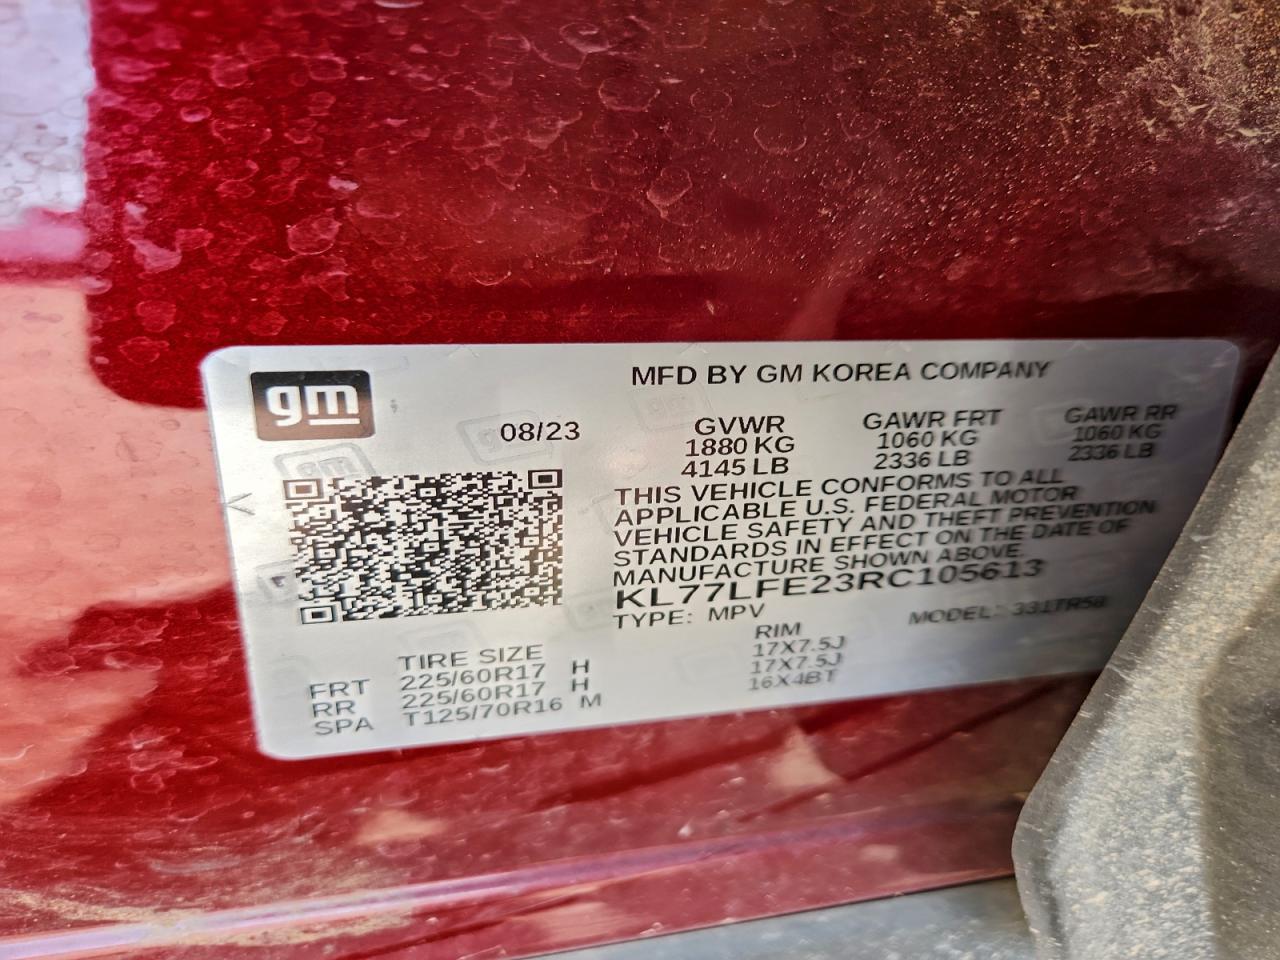 gm
MFD BY GM KOREA COMPANY
08/23
GVWR GAWR FRT GAWR RR
1880 KG 1060 KG 1060 KG
4145 LB 2336 LB 2336 LB
THIS VEHICLE CONFORMS TO ALL
APPLICABLE U.S. FEDERAL MOTOR
VEHICLE SAFETY AND THEFT PREVENTION
STANDARDS IN EFFECT ON THE DATE OF
MANUFACTURE SHOWN ABOVE.
KL77LFE23RC105613
TYPE: MPV MODEL: 331TR58
TIRE SIZE RIM
FRT 225/60R17 H 17X7.5J
RR 225/60R17 H 17X7.5J
SPA T125/70R16 M 16X4BT